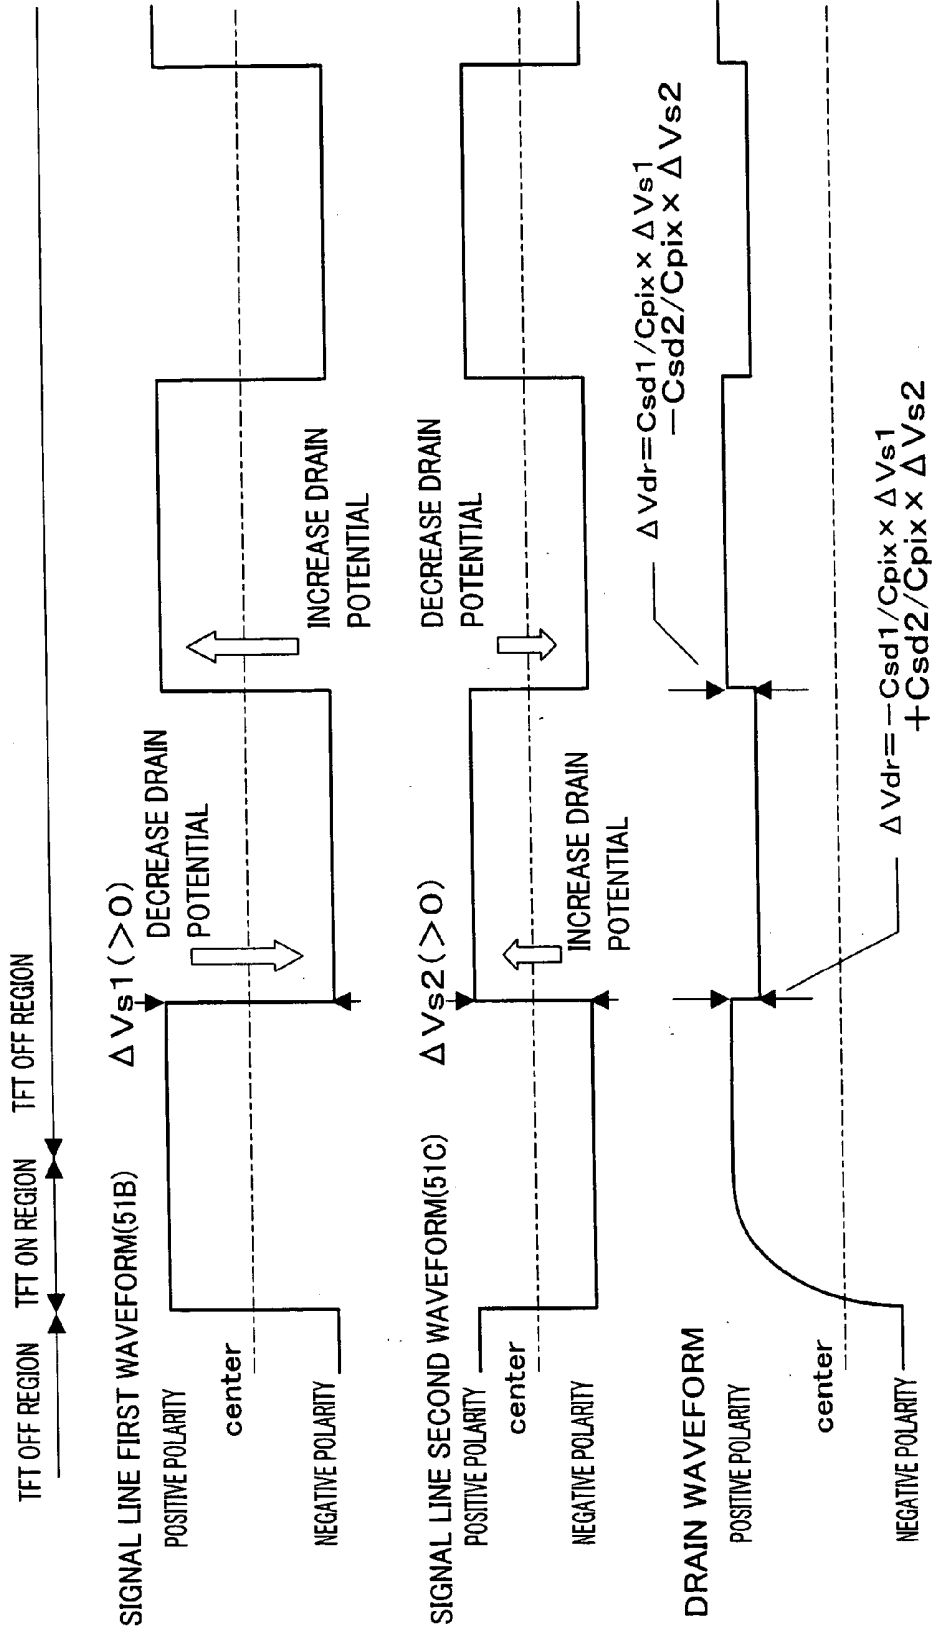 TFT OFF REGION
TFT ON REGION
TFT OFF REGION
SIGNAL LINE FIRST WAVEFORM(51B)
ΔVs1(>0)
POSITIVE POLARITY
DECREASE DRAIN
POTENTIAL
center
INCREASE DRAIN
POTENTIAL
NEGATIVE POLARITY
SIGNAL LINE SECOND WAVEFORM(51C)
ΔVs2(>0)
DECREASE DRAIN
POTENTIAL
POSITIVE POLARITY
center
INCREASE DRAIN
POTENTIAL
NEGATIVE POLARITY
ΔVdr=Csd1/Cpix×ΔVs1
−Csd2/Cpix×ΔVs2
DRAIN WAVEFORM
POSITIVE POLARITY
center
ΔVdr=−Csd1/Cpix×ΔVs1
+Csd2/Cpix×ΔVs2
NEGATIVE POLARITY